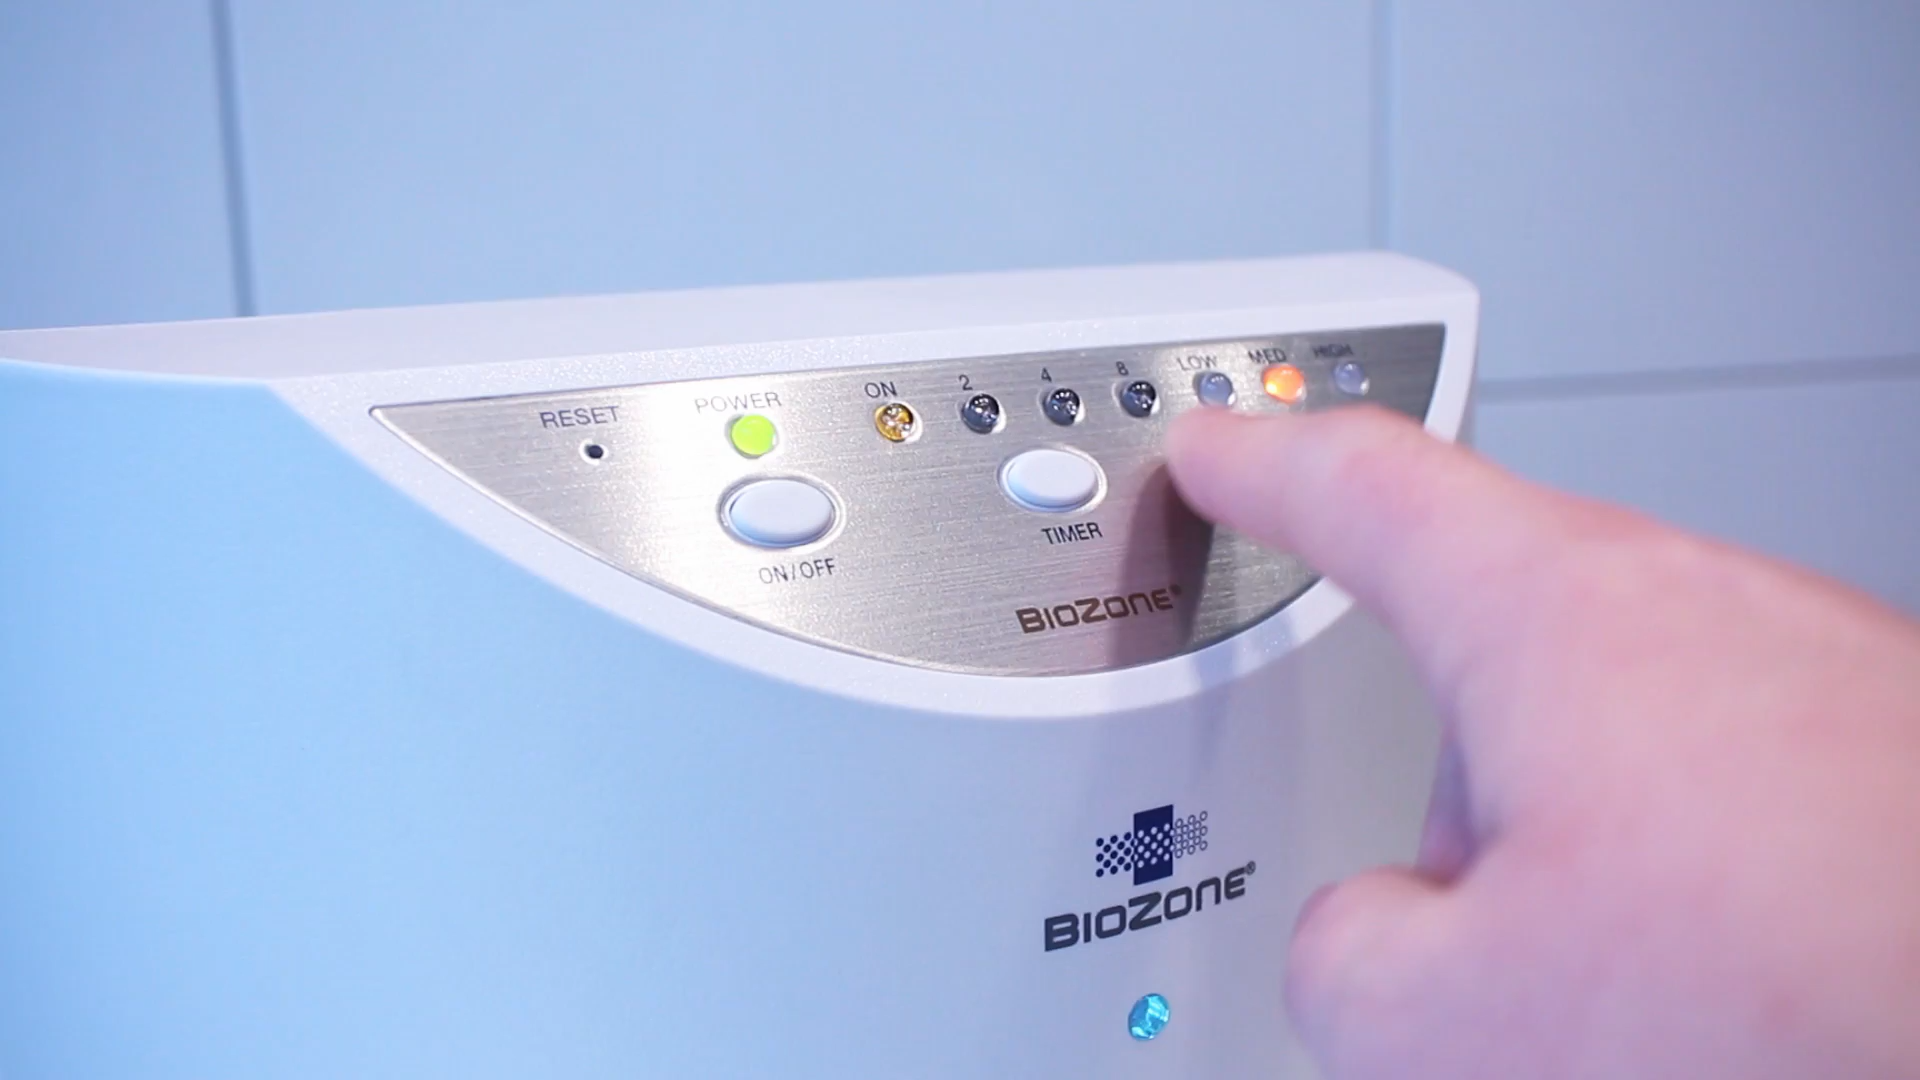 RESET
POWER
ON
2
4
8
LOW
MED
HIGH
ON/OFF
TIMER
BIOZONE®
BIOZONE®